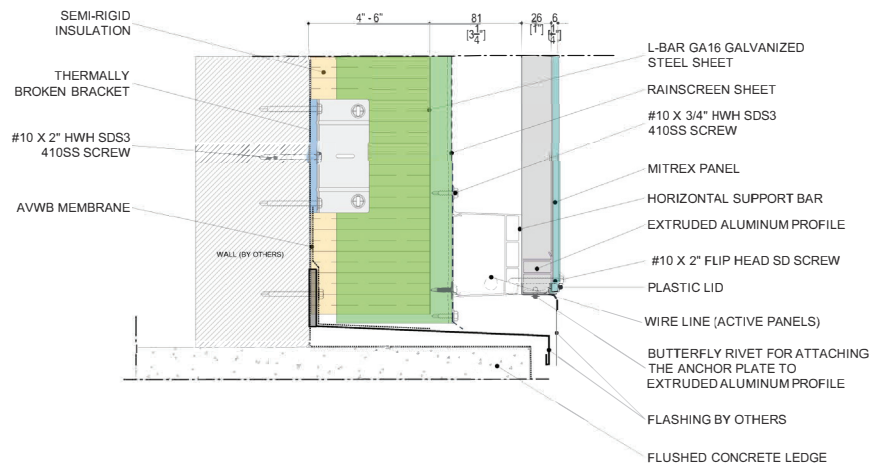 SEMI-RIGID
INSULATION
THERMALLY
BROKEN BRACKET
#10 X 2" HWH SDS3
410SS SCREW
AVWB MEMBRANE
WALL (BY OTHERS)
4" - 6"
81
[3 1/4"]
26
[1"]
6
[1/4"]
L-BAR GA16 GALVANIZED
STEEL SHEET
RAINSCREEN SHEET
#10 X 3/4" HWH SDS3
410SS SCREW
MITREX PANEL
HORIZONTAL SUPPORT BAR
EXTRUDED ALUMINUM PROFILE
#10 X 2" FLIP HEAD SD SCREW
PLASTIC LID
WIRE LINE (ACTIVE PANELS)
BUTTERFLY RIVET FOR ATTACHING
THE ANCHOR PLATE TO
EXTRUDED ALUMINUM PROFILE
FLASHING BY OTHERS
FLUSHED CONCRETE LEDGE